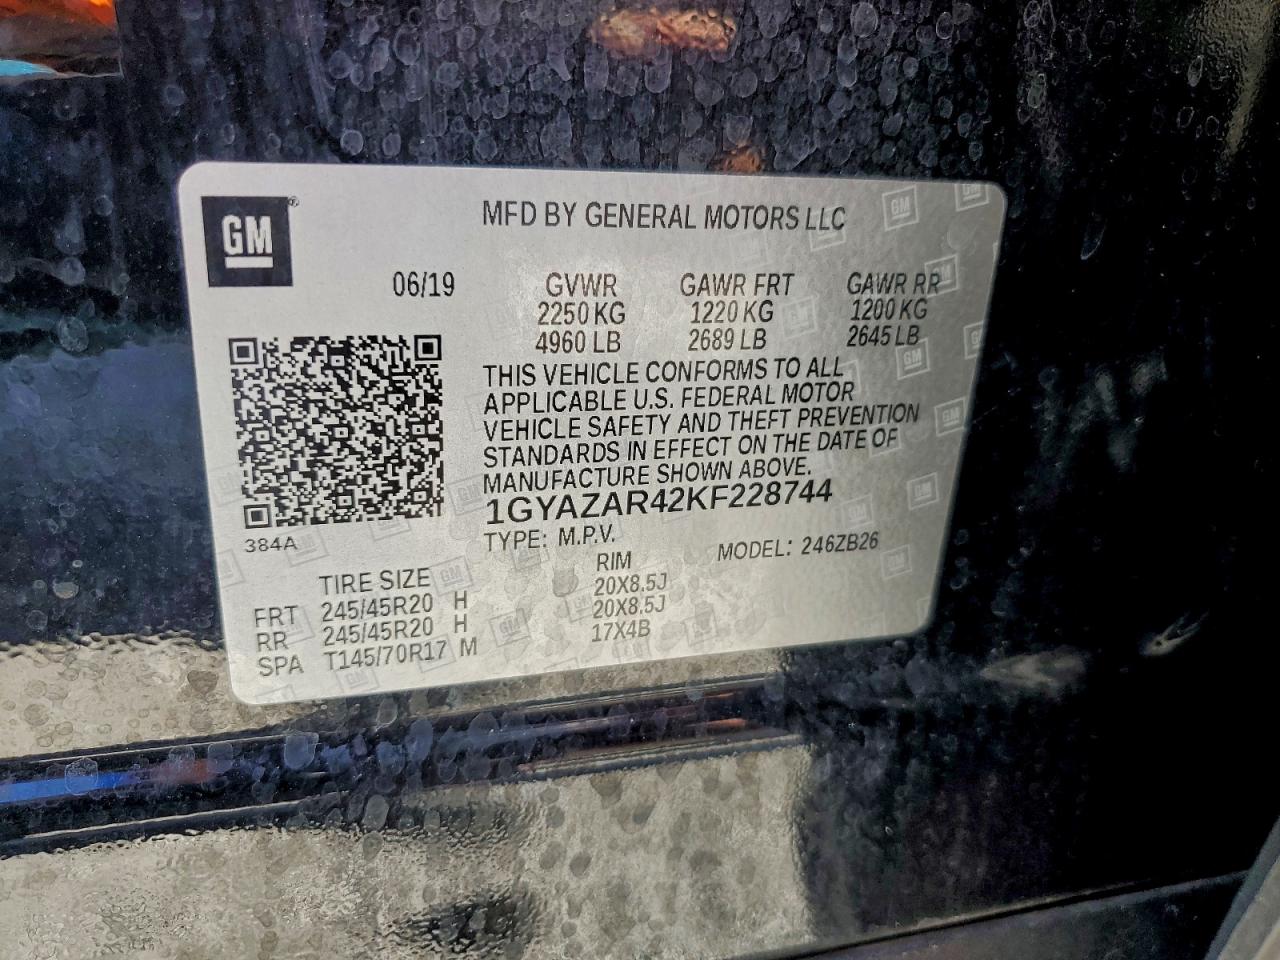 GM
MFD BY GENERAL MOTORS LLC
06/19 GVWR GAWR FRT GAWR RR
2250 KG 1220 KG 1200 KG
4960 LB 2689 LB 2645 LB
THIS VEHICLE CONFORMS TO ALL
APPLICABLE U.S. FEDERAL MOTOR
VEHICLE SAFETY AND THEFT PREVENTION
STANDARDS IN EFFECT ON THE DATE OF
MANUFACTURE SHOWN ABOVE.
1GYAZAR42KF228744
384A
TYPE: M.P.V. MODEL: 246ZB26
TIRE SIZE RIM
FRT 245/45R20 H 20X8.5J
RR 245/45R20 H 20X8.5J
SPA T145/70R17 M 17X4B